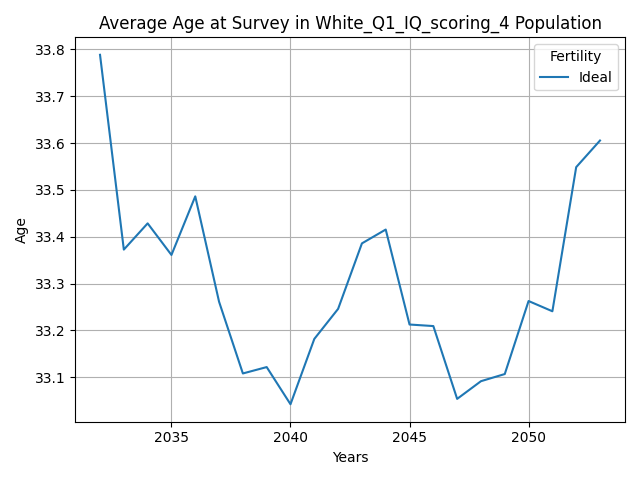 Average Age at Survey in White_Q1_IQ_scoring_4 Population
Fertility
Ideal
33.8
33.7
33.6
33.5
33.4
33.3
33.2
33.1
Age
2035
2040
2045
2050
Years